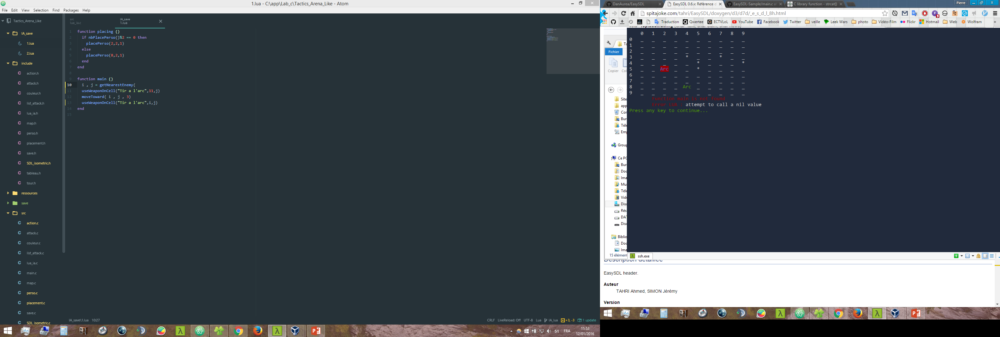 1.lua - C:\app\Lab_c\Tactics_Arena_Like - Atom
File Edit View Selection Find Packages Help
Tactics_Arena_Like
IA_save
1.lua
2.lua
include
action.h
attack.h
couleur.h
list_attack.h
lua_ia.h
map.h
perso.h
placement.h
save.h
SDL_isometric.h
tableau.h
tour.h
ressources
save
src
action.c
attack.c
couleur.c
list_attack.c
lua_ia.c
main.c
map.c
perso.c
placement.c
save.c
SDL_isometric.c
src
lua_ia.c
IA_save
1.lua
1 function placing ()
2 if nbPlacePerso()%2 == 0 then
3 placePerso(2,2,1)
4 else
5 placePerso(8,2,1)
6 end
7 end
8
9 function main ()
10 i , j = getNearestEnemy(
11 useWeaponOnCell("Tir a l'arc",11,j)
12 moveToward( i , j , 3)
13 useWeaponOnCell("Tir a l'arc",i,j)
14 end
15
IA_save\1.lua 10:27
CRLF LiveReload: Off UTF-8 Lua IA_lua +3, -3 1 update
51 FRA 11:53
12/01/2016
DanAurea/EasySDL
EasySDL 0.6.x: Référence d
EasySDL-Sample/main.c at
C library function - strcat()
Pierre
spitajoke.com/tahri/EasySDL/doxygen/d3/d7d/_e_s_d_l_8h.html
Traduction Qwertee ECTVLoL YouTube Facebook Twitter veille Leek Wars photo Video-Film Flickr Hotmail Web Wolfram »
Fichier
Copier
Site
app
Cor
Bur
Télé
Emp
Group
Ce PC
Bur
Doc
Ima
Mu
Télé
Vide
Disc
Rés
DAT
Disc
Biblio
Doc
Ima
15 élément
0 1 2 3 4 5 6 7 8 9
0 _ _ _ _ _ _ _ _ _ _
1 _ _ _ _ _ _ _ _ _ _
2 _ _ _ _ _ _ _ _ _ _
3 _ _ _ _ * _ _ * _ _
4 _ _ _ _ _ * _ _ _ *
5 _ _ Arc _ _ * _ _ _ _
6 _ _ _ _ _ _ _ _ _ _
7 _ _ _ _ _ _ _ _ _ _
8 _ _ _ _ Arc _ _ _ _ _
9 _ _ _ _ _ _ _ _ _ _
Function main is not found
Error LUA : attempt to call a nil value
Press any key to continue...
ssh.exe
Description détaillée
EasySDL header.
Auteur
TAHRI Ahmed, SIMON Jérémy
Version